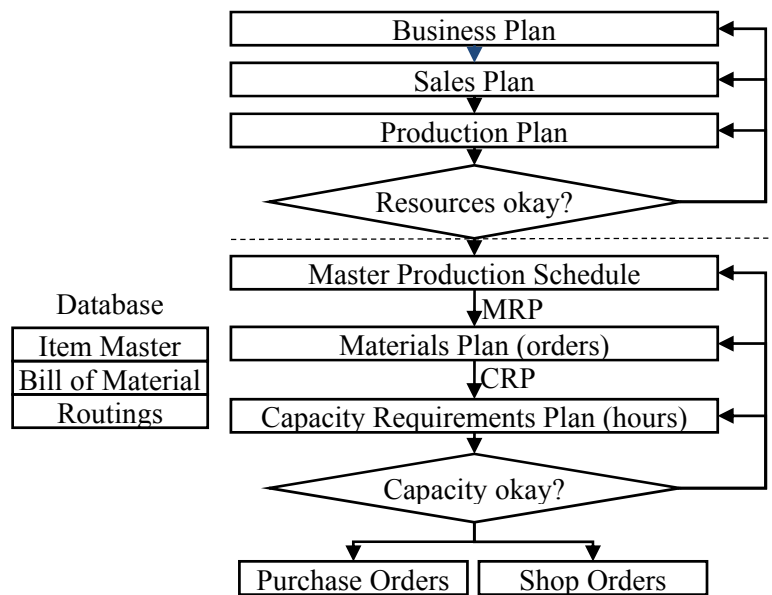 Business Plan
Sales Plan
Production Plan
Resources okay?
Master Production Schedule
MRP
Materials Plan (orders)
CRP
Capacity Requirements Plan (hours)
Capacity okay?
Purchase Orders
Shop Orders
Database
Item Master
Bill of Material
Routings